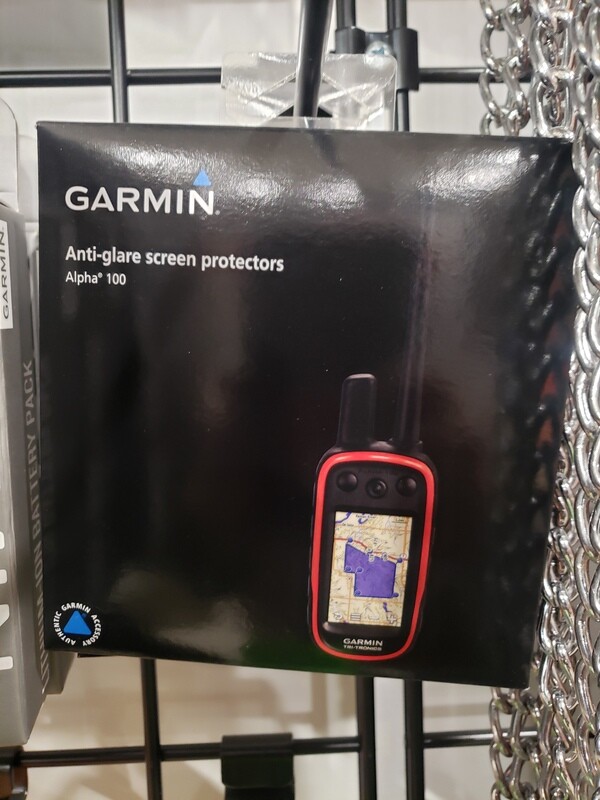 GARMIN®
Anti-glare screen protectors
Alpha® 100
GARMIN
TRI-TRONICS
AUTHENTIC GARMIN ACCESSORY
GARMIN
BATTERY PACK